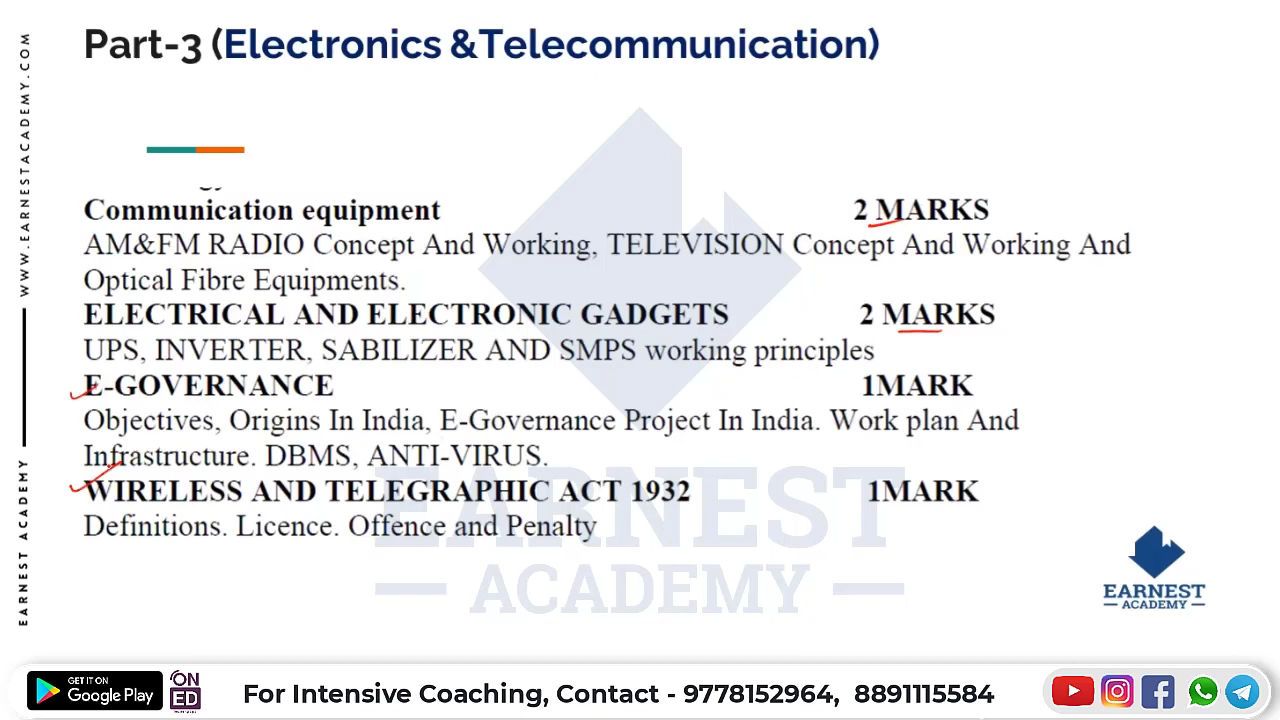 Part-3 (Electronics &Telecommunication)
WWW.EARNESTACADEMY.COM
EARNEST ACADEMY
Communication equipment 2 MARKS
AM&FM RADIO Concept And Working, TELEVISION Concept And Working And
Optical Fibre Equipments.
ELECTRICAL AND ELECTRONIC GADGETS 2 MARKS
UPS, INVERTER, SABILIZER AND SMPS working principles
E-GOVERNANCE 1MARK
Objectives, Origins In India, E-Governance Project In India. Work plan And
Infrastructure. DBMS, ANTI-VIRUS.
WIRELESS AND TELEGRAPHIC ACT 1932 1MARK
Definitions. Licence. Offence and Penalty
EARNEST
ACADEMY
EARNEST
ACADEMY
GET IT ON
Google Play
ON
ED
For Intensive Coaching, Contact - 9778152964, 8891115584